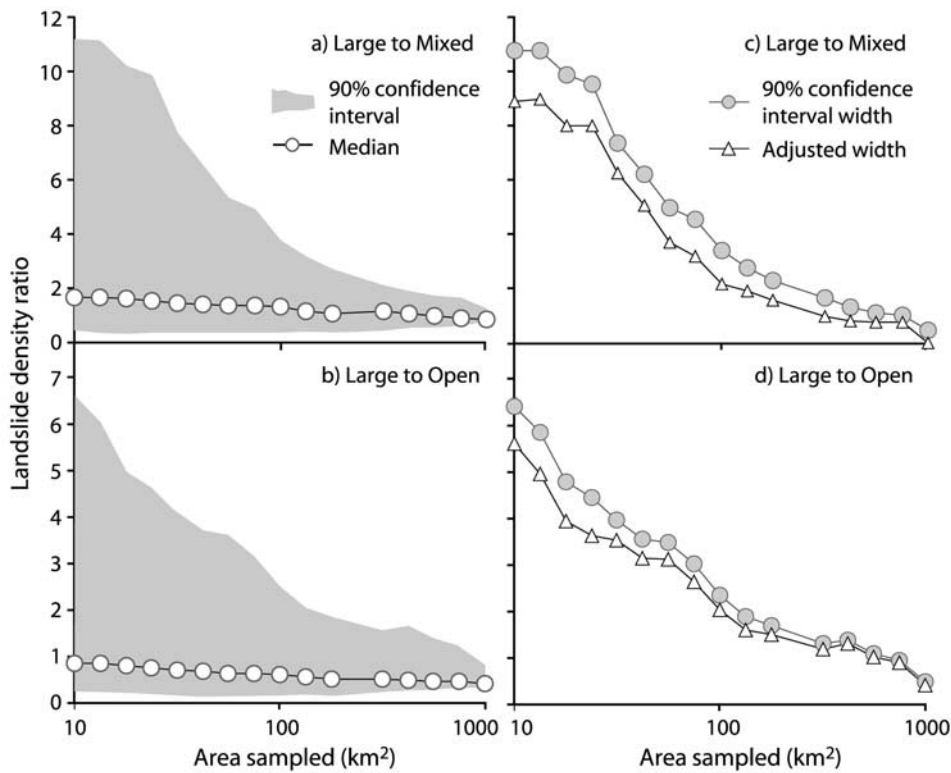 12
10
8
6
4
2
0
a) Large to Mixed
90% confidence
interval
Median
c) Large to Mixed
90% confidence
interval width
Adjusted width
Landslide density ratio
7
6
5
4
3
2
1
0
b) Large to Open
d) Large to Open
10
100
1000
10
100
1000
Area sampled (km²)
Area sampled (km²)